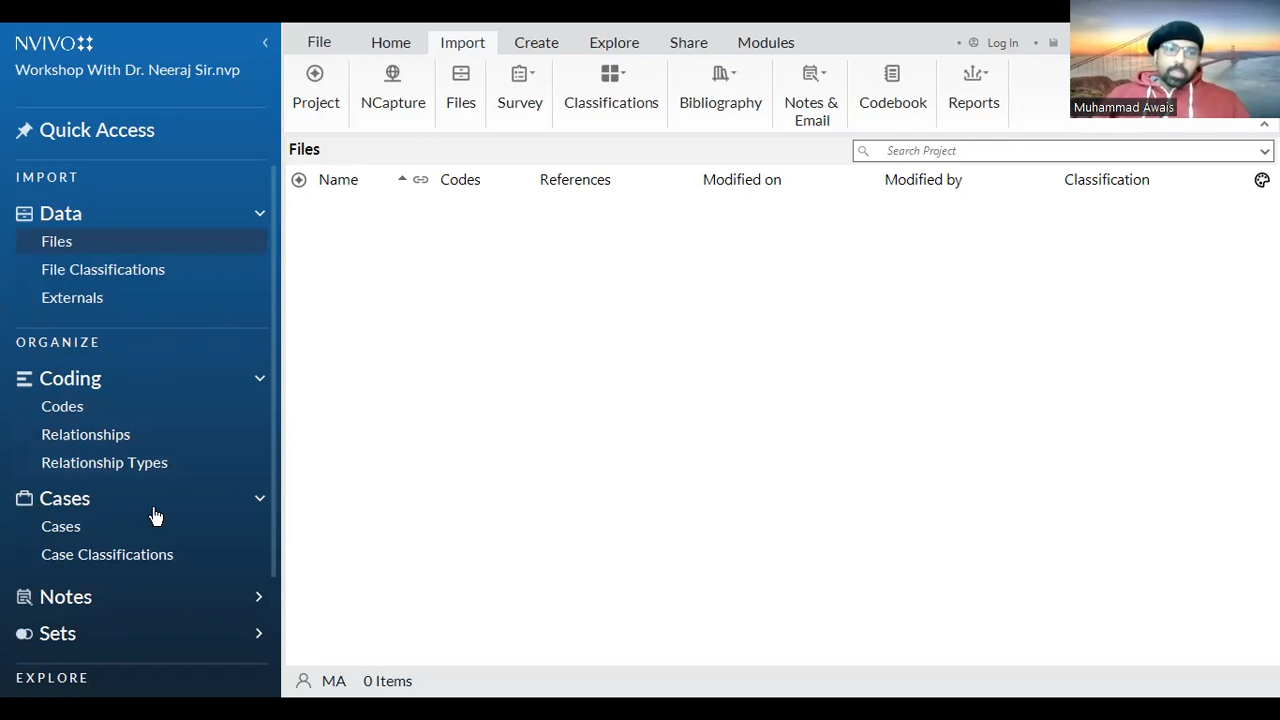 NVIVO
Workshop With Dr. Neeraj Sir.nvp
Quick Access
IMPORT
Data
Files
File Classifications
Externals
ORGANIZE
Coding
Codes
Relationships
Relationship Types
Cases
Cases
Case Classifications
Notes
Sets
EXPLORE
File Home Import Create Explore Share Modules Log In
Project NCapture Files Survey Classifications Bibliography Notes & Email Codebook Reports
Muhammad Awais
Files Search Project
Name Codes References Modified on Modified by Classification
MA 0 Items